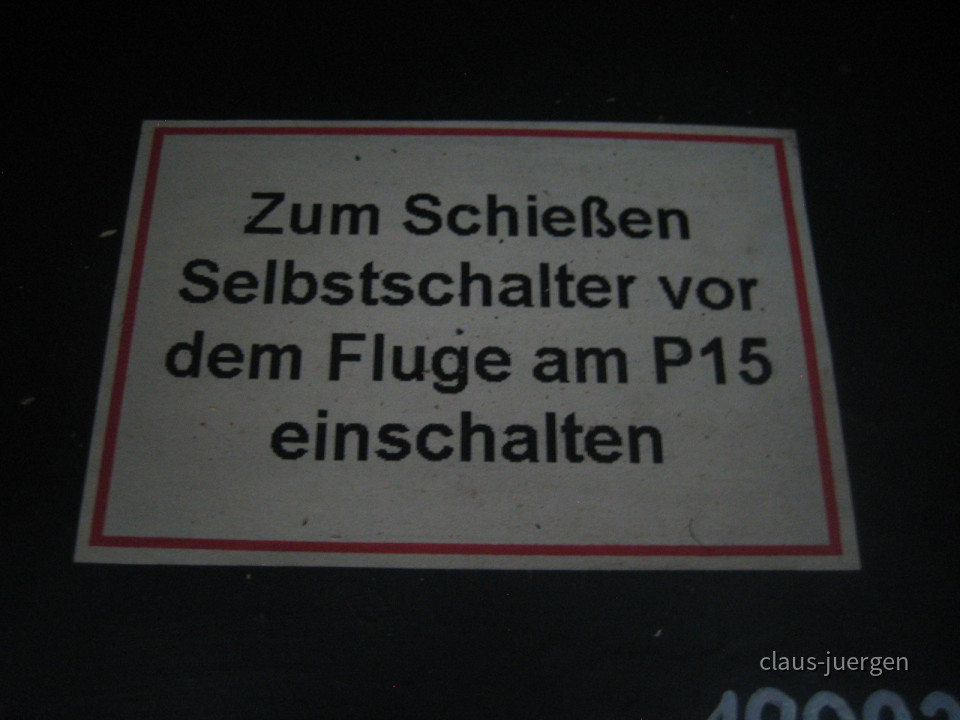 Zum Schießen
Selbstschalter vor
dem Fluge am P15
einschalten
claus-juergen